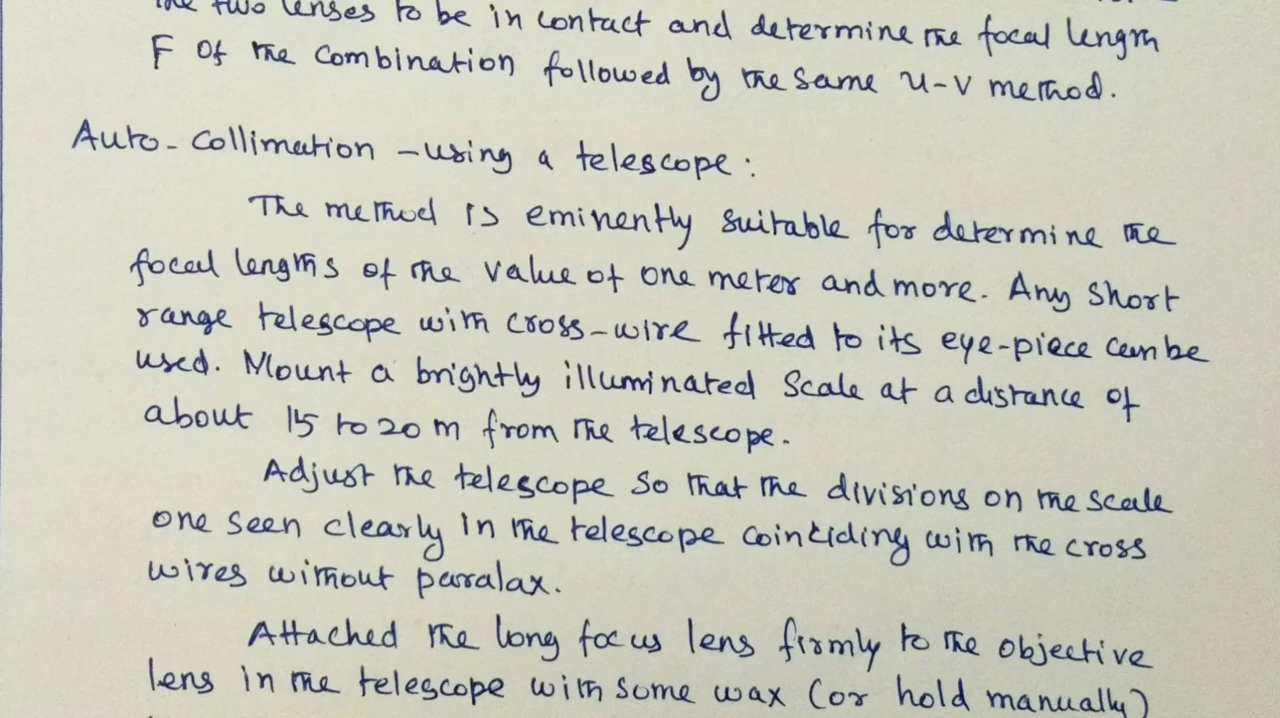 the two lenses to be in contact and determine the focal length
F Of the Combination followed by the same u-v method.
Auto-Collimation - using a telescope:
The method is eminently suitable for determine the
focal lengths of the value of one meter and more. Any short
range telescope with cross-wire fitted to its eye-piece can be
used. Mount a brightly illuminated Scale at a distance of
about 15 to 20 m from the telescope.
Adjust the telescope so that the divisions on the scale
one seen clearly in the telescope coinciding with the cross
wires without paralax.
Attached the long focus lens firmly to the objective
lens in the telescope with some wax (or hold manually)